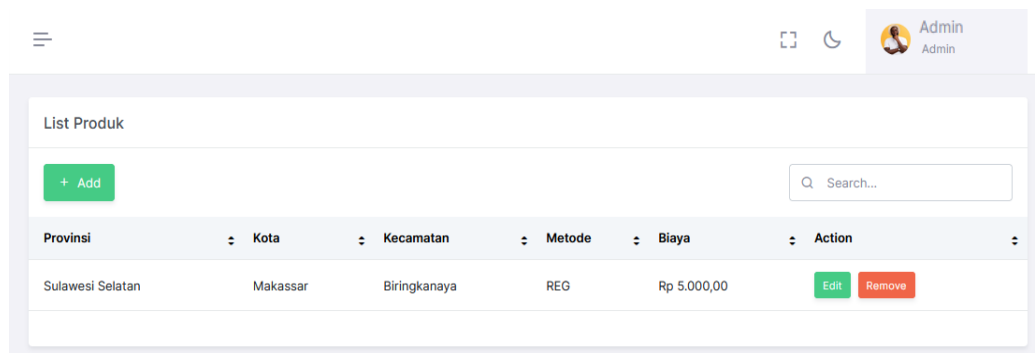 Admin
Admin
List Produk
+ Add
Search...
Provinsi Kota Kecamatan Metode Biaya Action
Sulawesi Selatan Makassar Biringkanaya REG Rp 5.000,00 Edit Remove